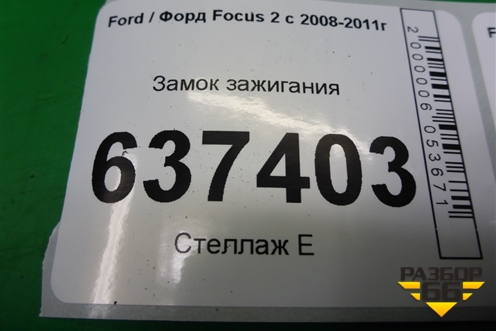 Ford / Форд Focus 2 с 2008-2011г
Замок зажигания
637403
Стеллаж Е
2000006053671
РАЗБОР
66